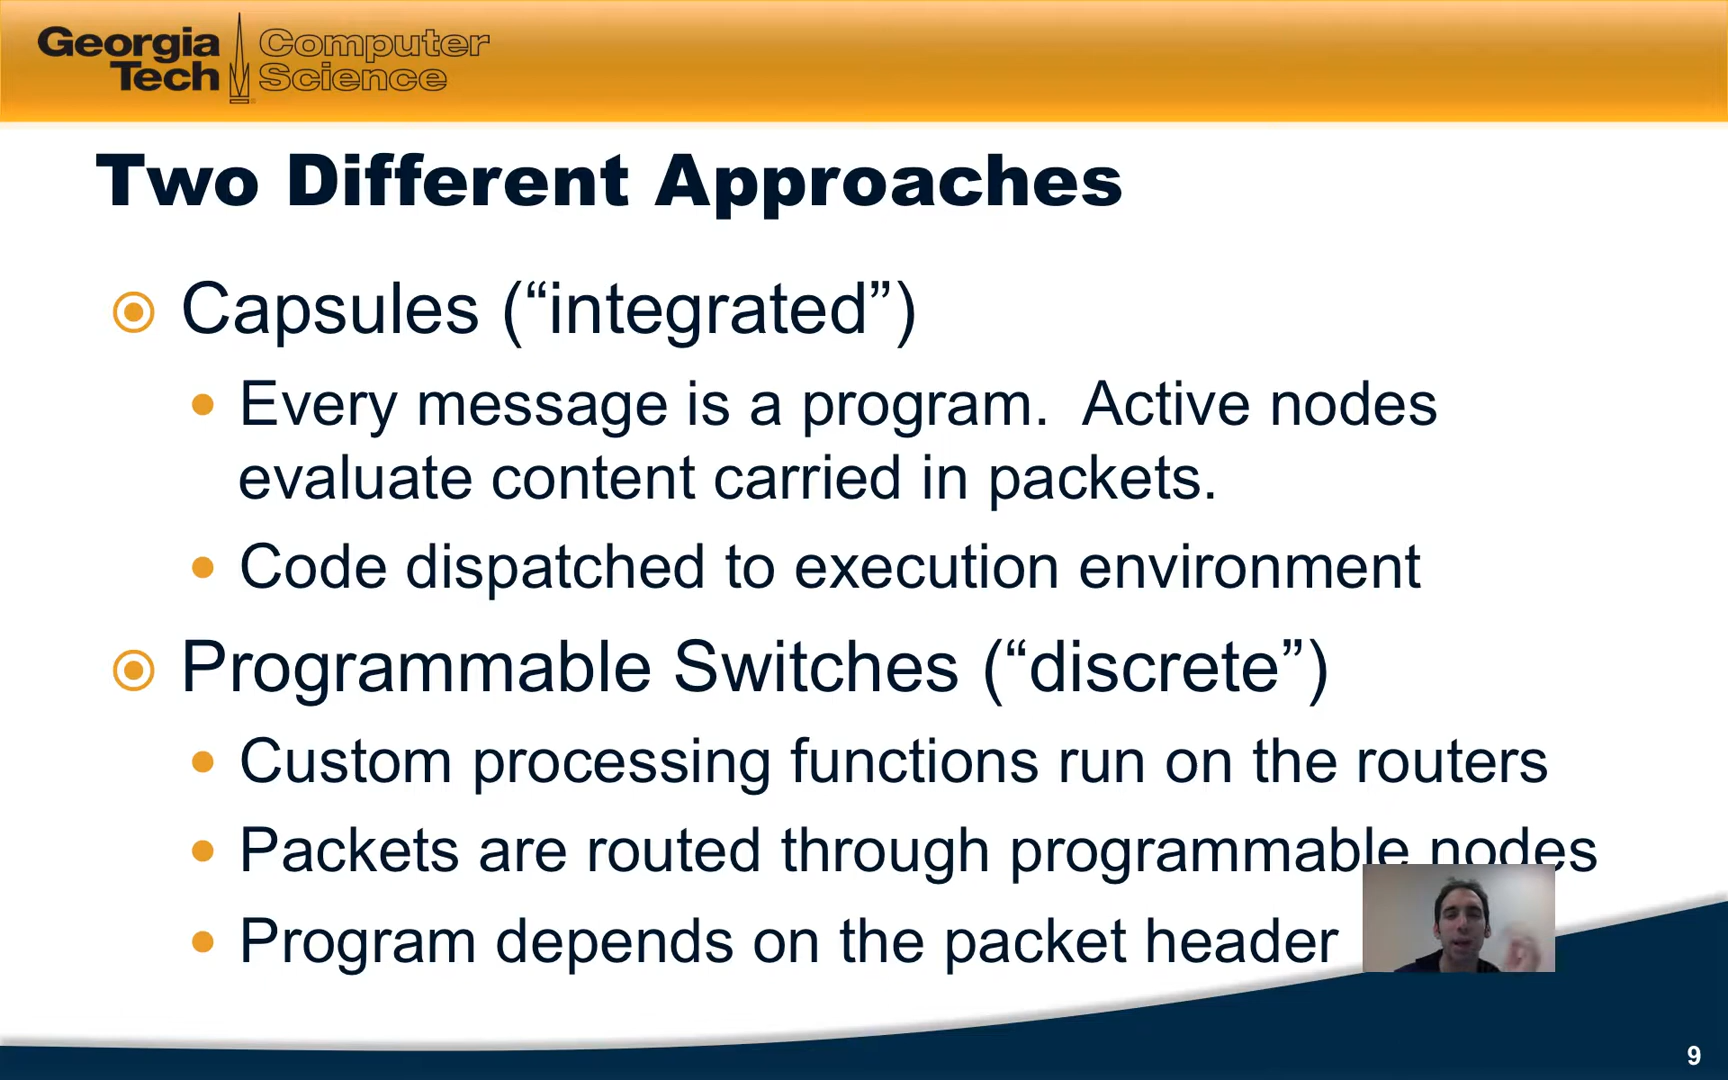 Georgia Tech Computer Science
Two Different Approaches
Capsules (“integrated”)
Every message is a program.  Active nodes
evaluate content carried in packets.
Code dispatched to execution environment
Programmable Switches (“discrete”)
Custom processing functions run on the routers
Packets are routed through programmable nodes
Program depends on the packet header
9